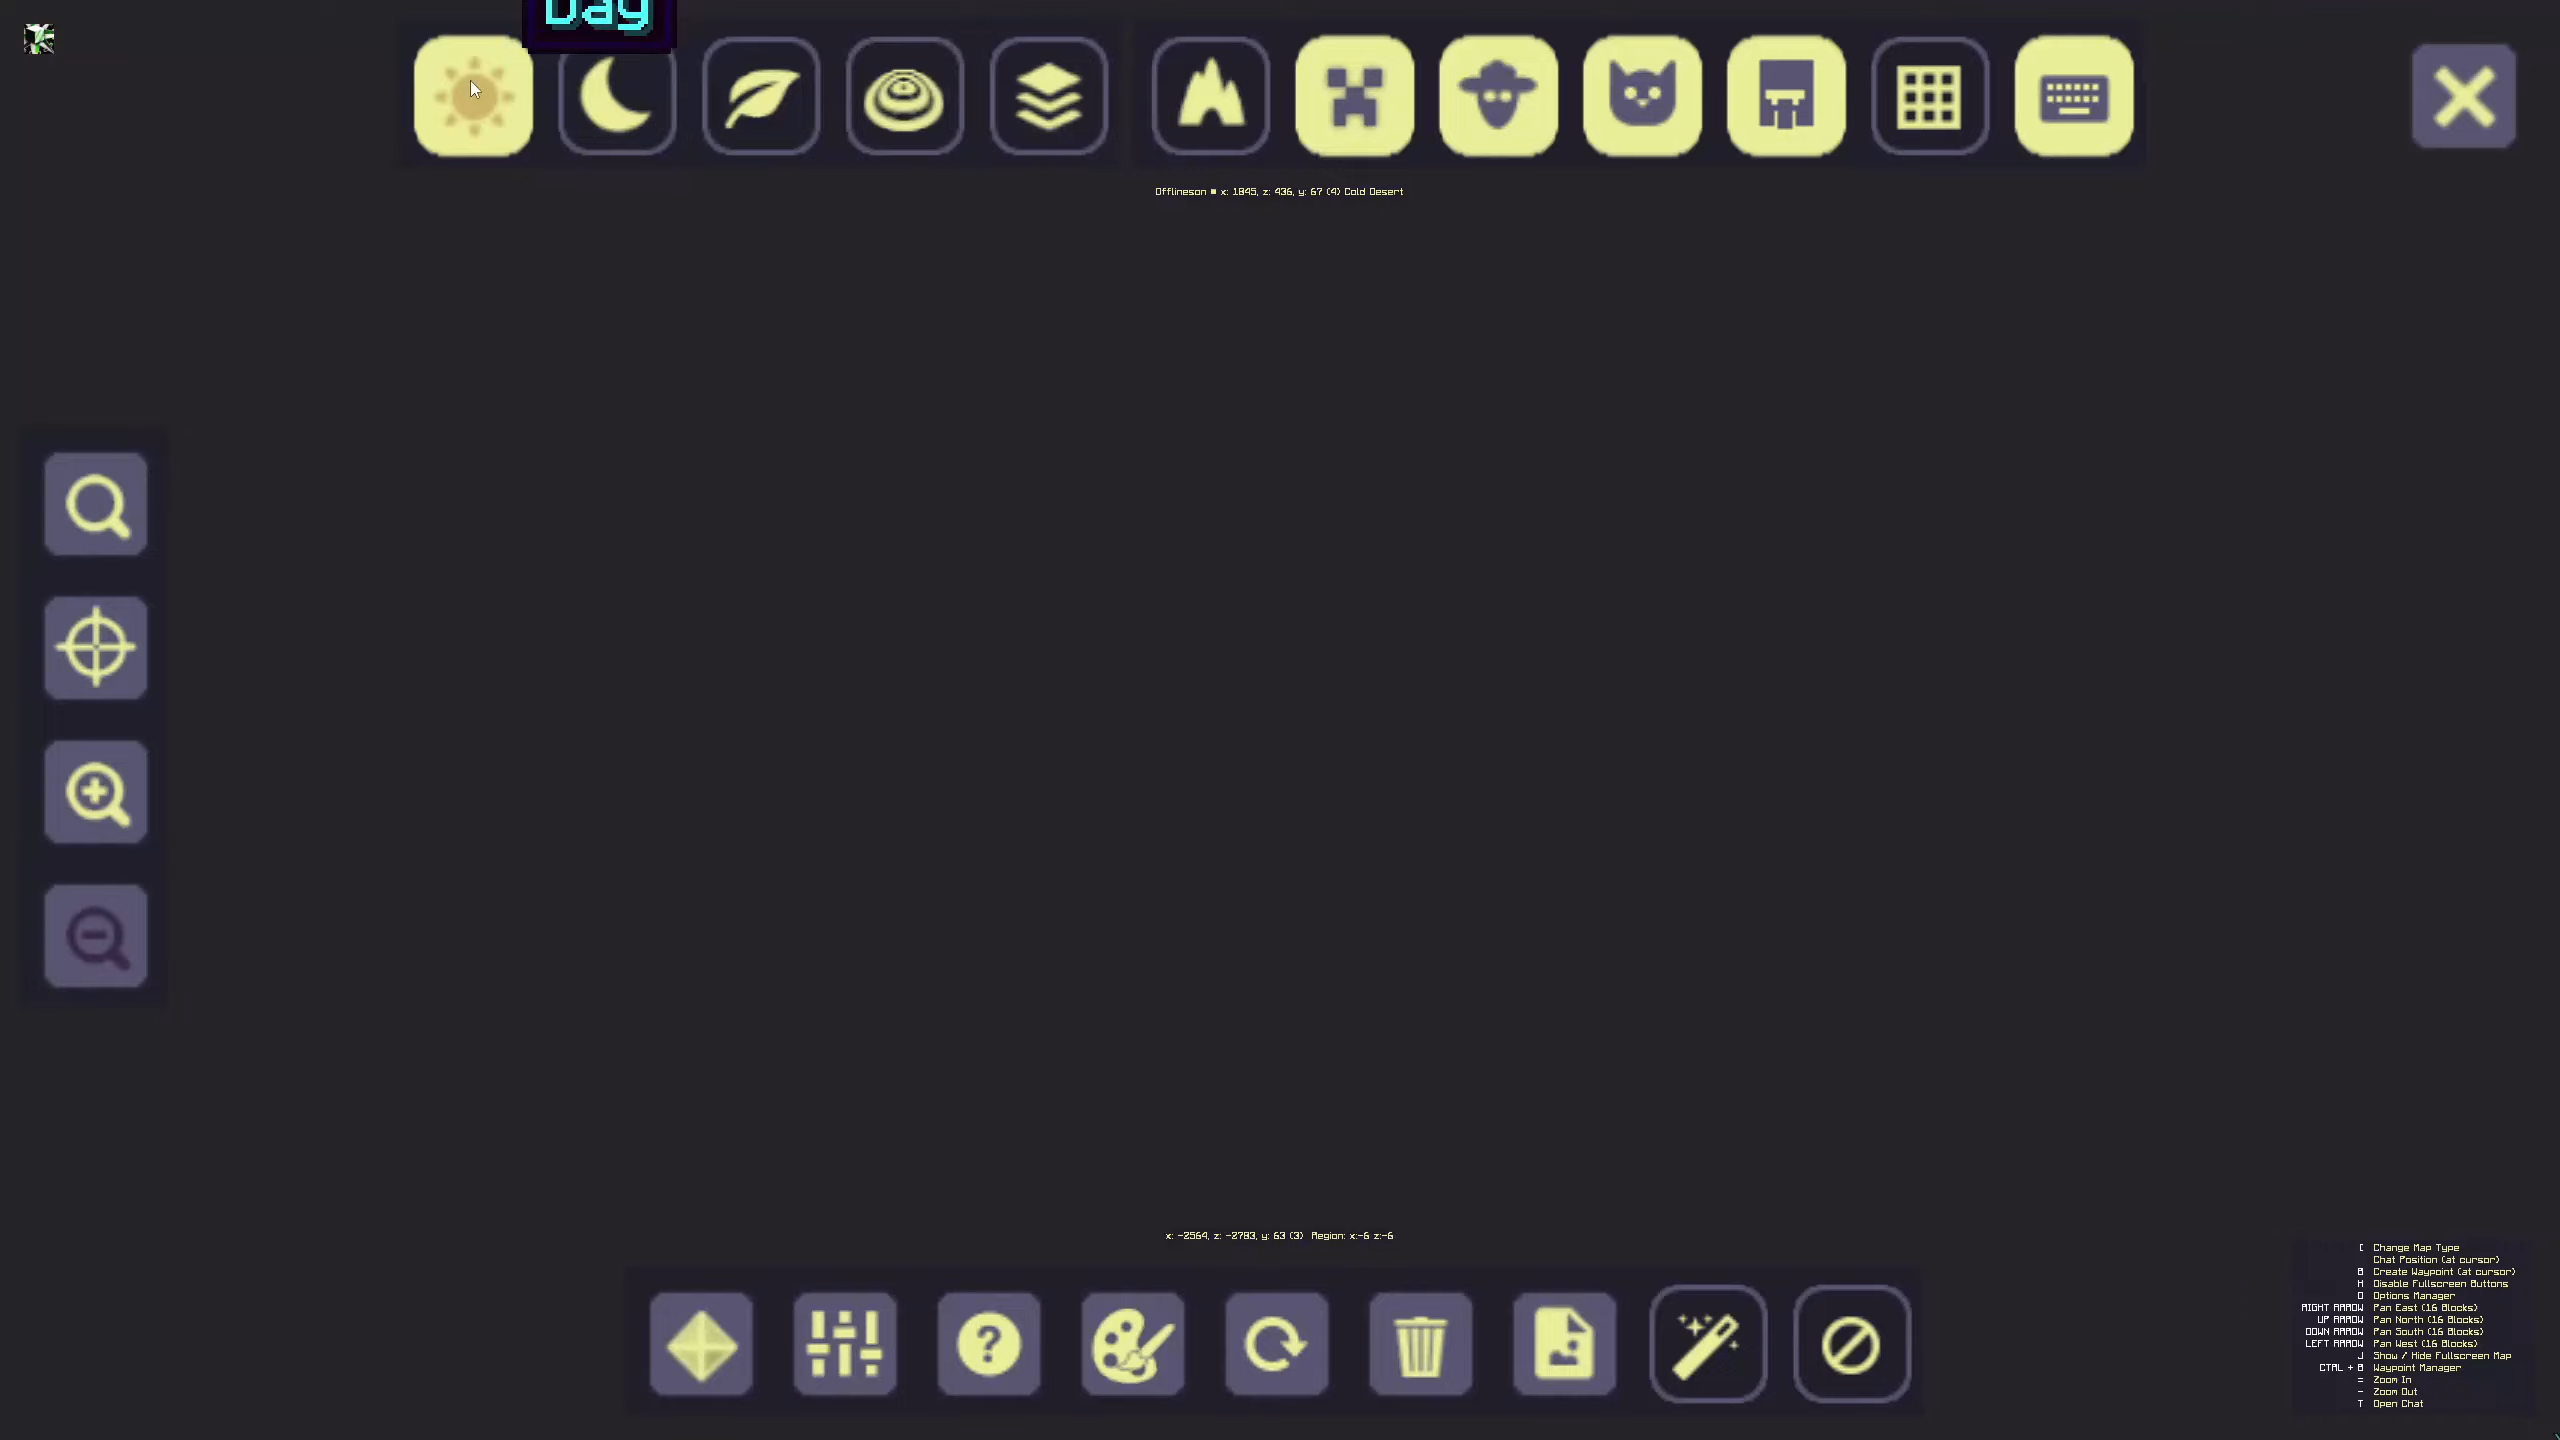 Day
Offlineson ■ x: 1845, z: 436, y: 67 (4) Cold Desert
x: -2564, z: -2783, y: 63 (3) Region: x:-6 z:-6
[ Change Map Type
Chat Position (at cursor)
B Create Waypoint (at cursor)
H Disable Fullscreen Buttons
O Options Manager
RIGHT ARROW Pan East (16 Blocks)
UP ARROW Pan North (16 Blocks)
DOWN ARROW Pan South (16 Blocks)
LEFT ARROW Pan West (16 Blocks)
J Show / Hide Fullscreen Map
CTRL + B Waypoint Manager
= Zoom In
- Zoom Out
T Open Chat